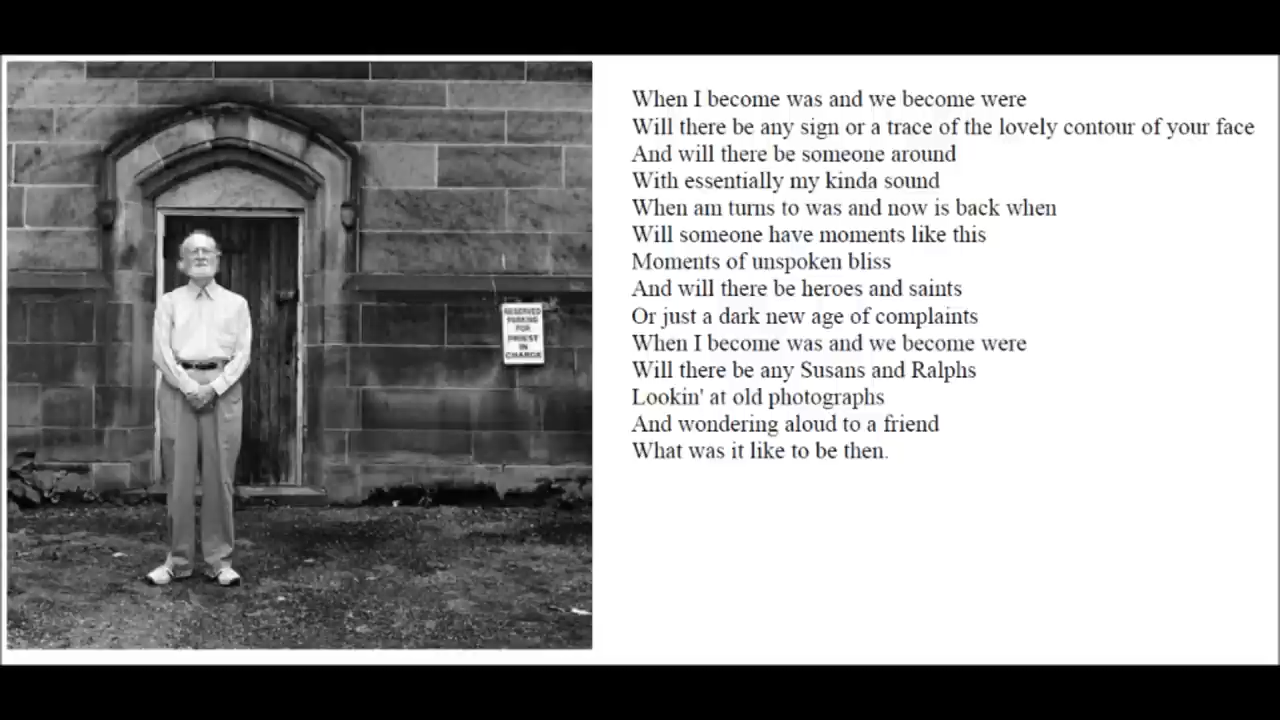 RESERVED
PARKING
FOR
PRIEST
IN
CHARGE
When I become was and we become were
Will there be any sign or a trace of the lovely contour of your face
And will there be someone around
With essentially my kinda sound
When am turns to was and now is back when
Will someone have moments like this
Moments of unspoken bliss
And will there be heroes and saints
Or just a dark new age of complaints
When I become was and we become were
Will there be any Susans and Ralphs
Lookin' at old photographs
And wondering aloud to a friend
What was it like to be then.